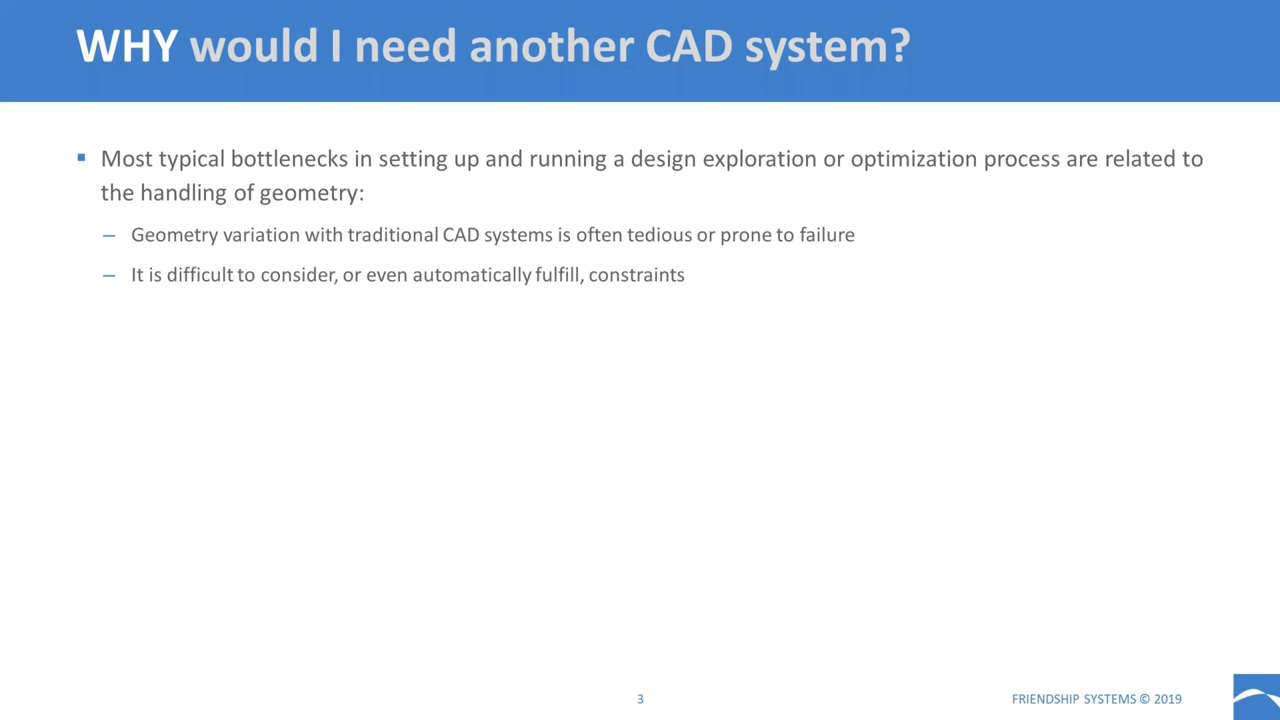 WHY would I need another CAD system?
▪ Most typical bottlenecks in setting up and running a design exploration or optimization process are related to
the handling of geometry:
– Geometry variation with traditional CAD systems is often tedious or prone to failure
– It is difficult to consider, or even automatically fulfill, constraints
3
FRIENDSHIP SYSTEMS © 2019